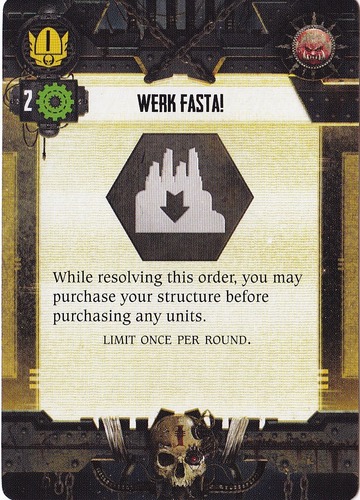 2
WERK FASTA!
While resolving this order, you may
purchase your structure before
purchasing any units.
LIMIT ONCE PER ROUND.